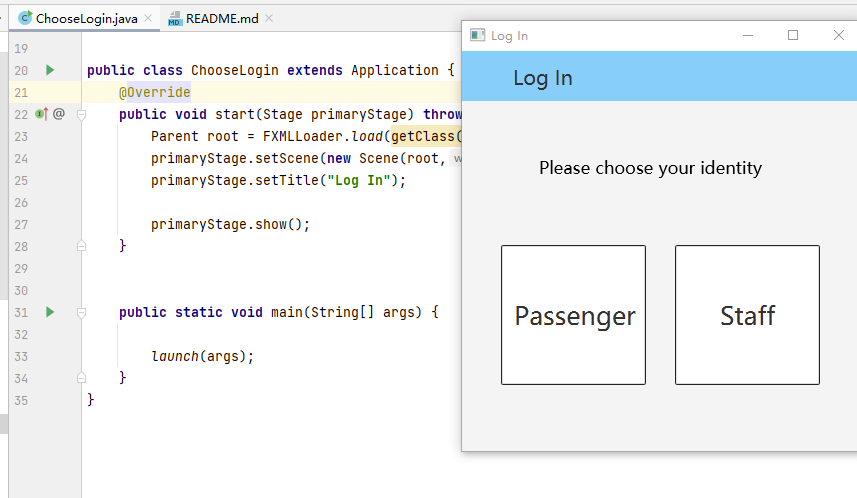 ChooseLogin.java
README.md
19
20 public class ChooseLogin extends Application {
21 @Override
22 public void start(Stage primaryStage) throw
23 Parent root = FXMLLoader.load(getClass(
24 primaryStage.setScene(new Scene(root,
25 primaryStage.setTitle("Log In");
26
27 primaryStage.show();
28 }
29
30
31 public static void main(String[] args) {
32
33 launch(args);
34 }
35 }
Log In
Log In
Please choose your identity
Passenger
Staff